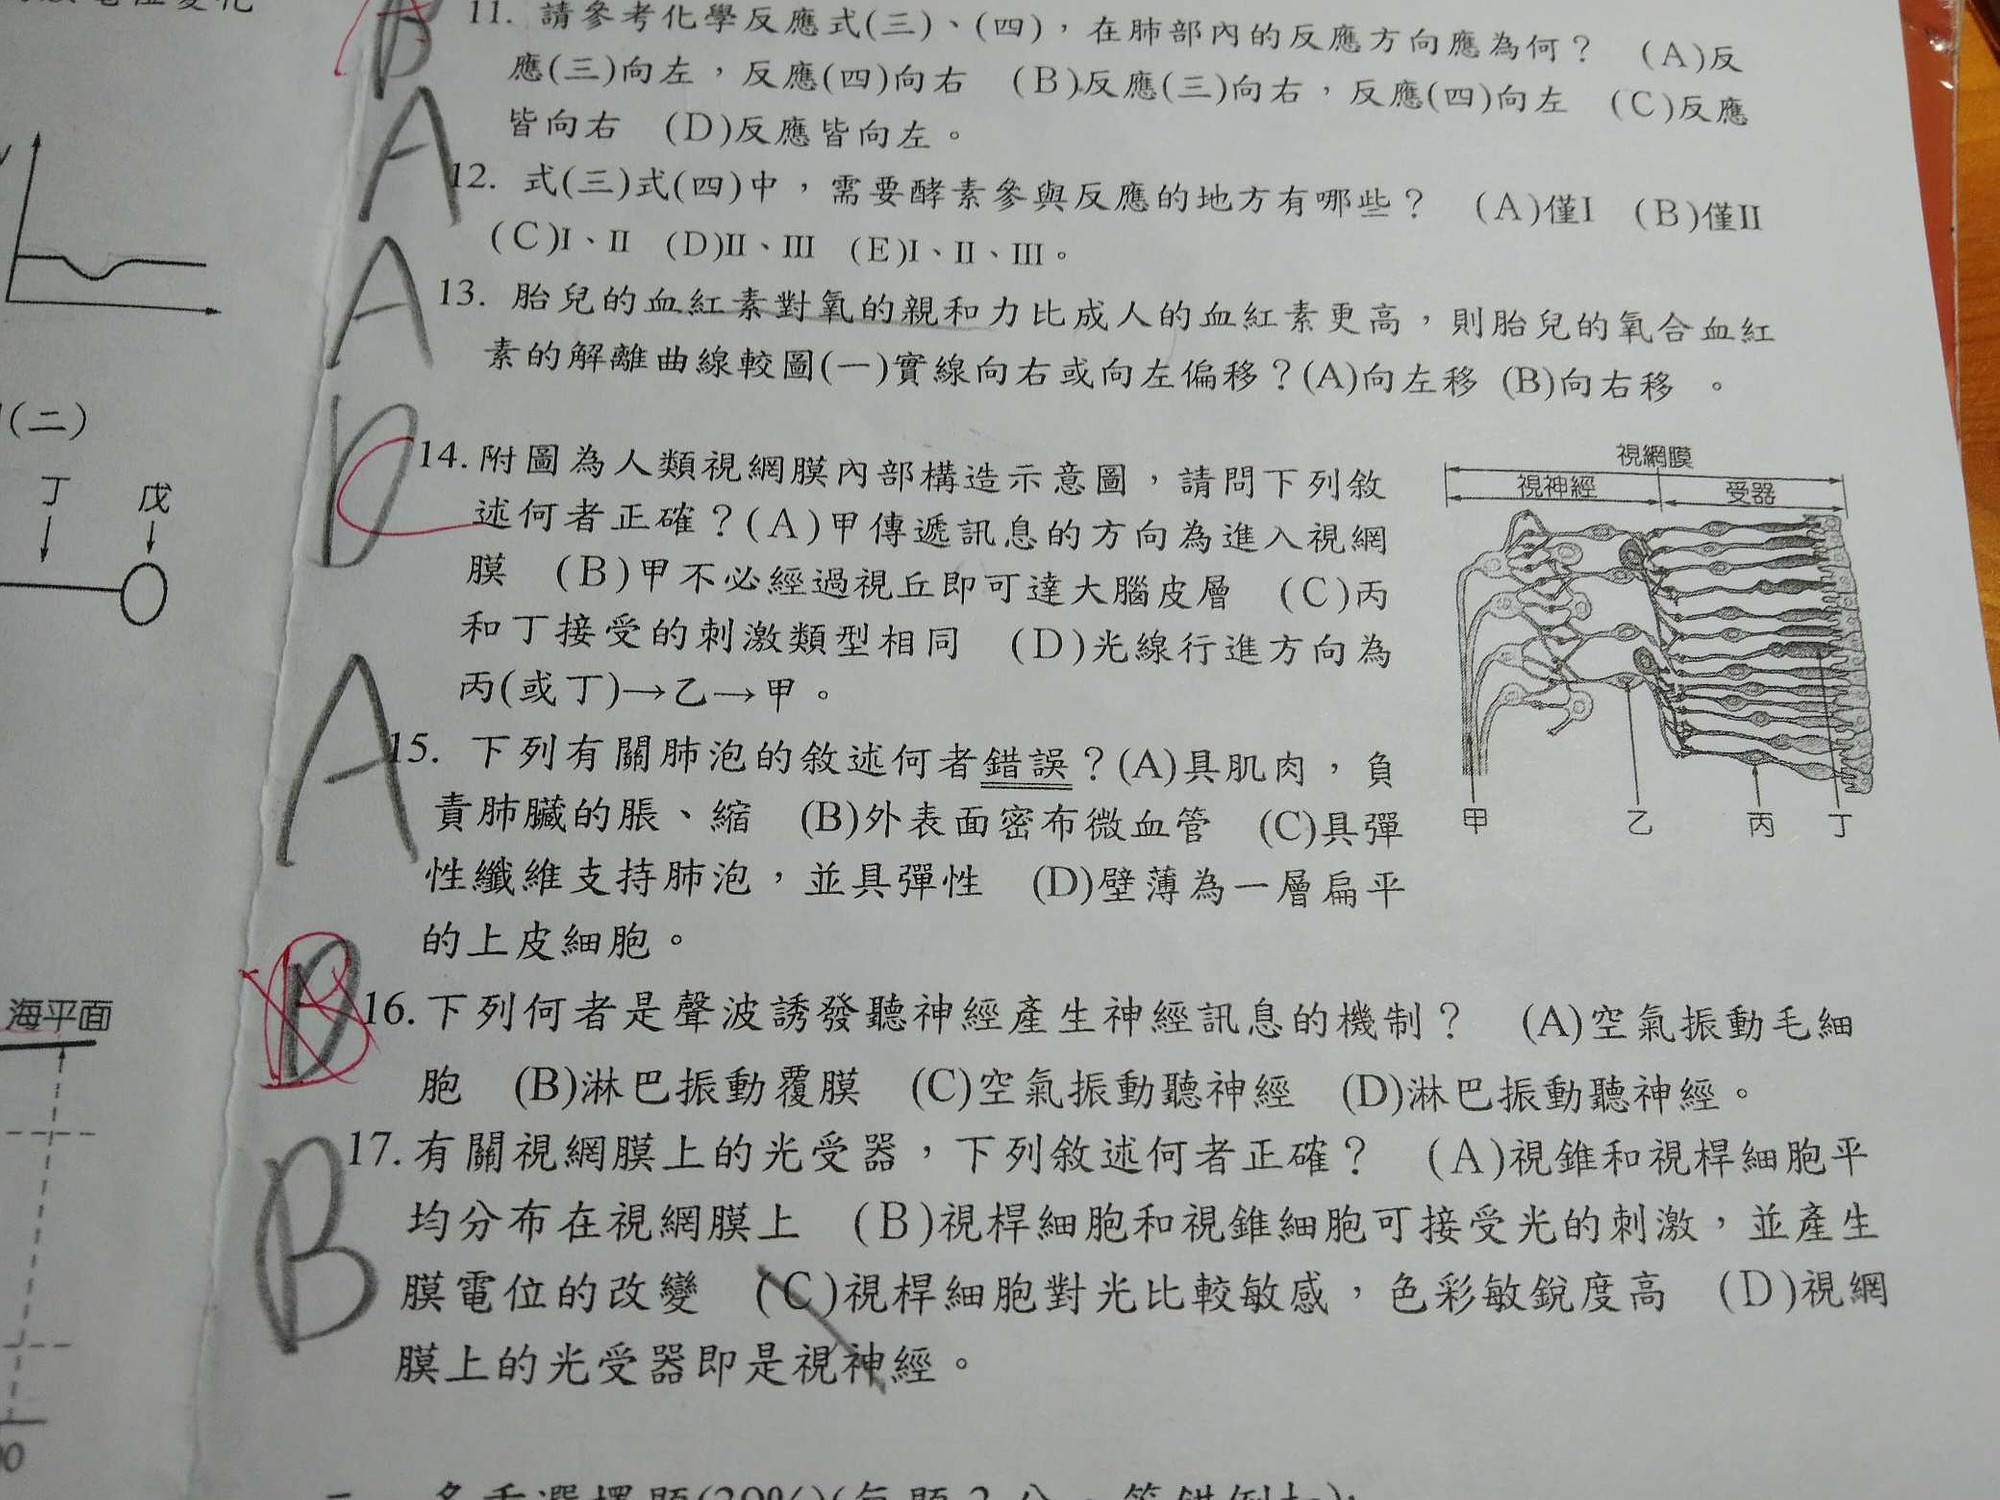 11. 請參考化學反應式(三)、(四)，在肺部內的反應方向應為何？ (A)反
應(三)向左，反應(四)向右 (B)反應(三)向右，反應(四)向左 (C)反應
皆向右 (D)反應皆向左。
A
12. 式(三)式(四)中，需要酵素參與反應的地方有哪些？ (A)僅I (B)僅II
(C)I、II (D)II、III (E)I、II、III。
A
13. 胎兒的血紅素對氧的親和力比成人的血紅素更高，則胎兒的氧合血紅
素的解離曲線較圖(一)實線向右或向左偏移？(A)向左移 (B)向右移 。
(二)
丁
戊
D
C
14. 附圖為人類視網膜內部構造示意圖，請問下列敘
述何者正確？(A)甲傳遞訊息的方向為進入視網
膜 (B)甲不必經過視丘即可達大腦皮層 (C)丙
和丁接受的刺激類型相同 (D)光線行進方向為
丙(或丁)→乙→甲。
視網膜
視神經
受器
甲
乙
丙
丁
A
15. 下列有關肺泡的敘述何者錯誤？(A)具肌肉，負
責肺臟的脹、縮 (B)外表面密布微血管 (C)具彈
性纖維支持肺泡，並具彈性 (D)壁薄為一層扁平
的上皮細胞。
海平面
16. 下列何者是聲波誘發聽神經產生神經訊息的機制？ (A)空氣振動毛細
胞 (B)淋巴振動覆膜 (C)空氣振動聽神經 (D)淋巴振動聽神經。
B
17. 有關視網膜上的光受器，下列敘述何者正確？ (A)視錐和視桿細胞平
均分布在視網膜上 (B)視桿細胞和視錐細胞可接受光的刺激，並產生
膜電位的改變 (C)視桿細胞對光比較敏感，色彩敏銳度高 (D)視網
膜上的光受器即是視神經。